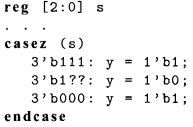 reg [2:0] s
. . .
casez (s)
3'b111: y = 1'b1;
3'b1??: y = 1'b0;
3'b000: y = 1'b1;
endcase